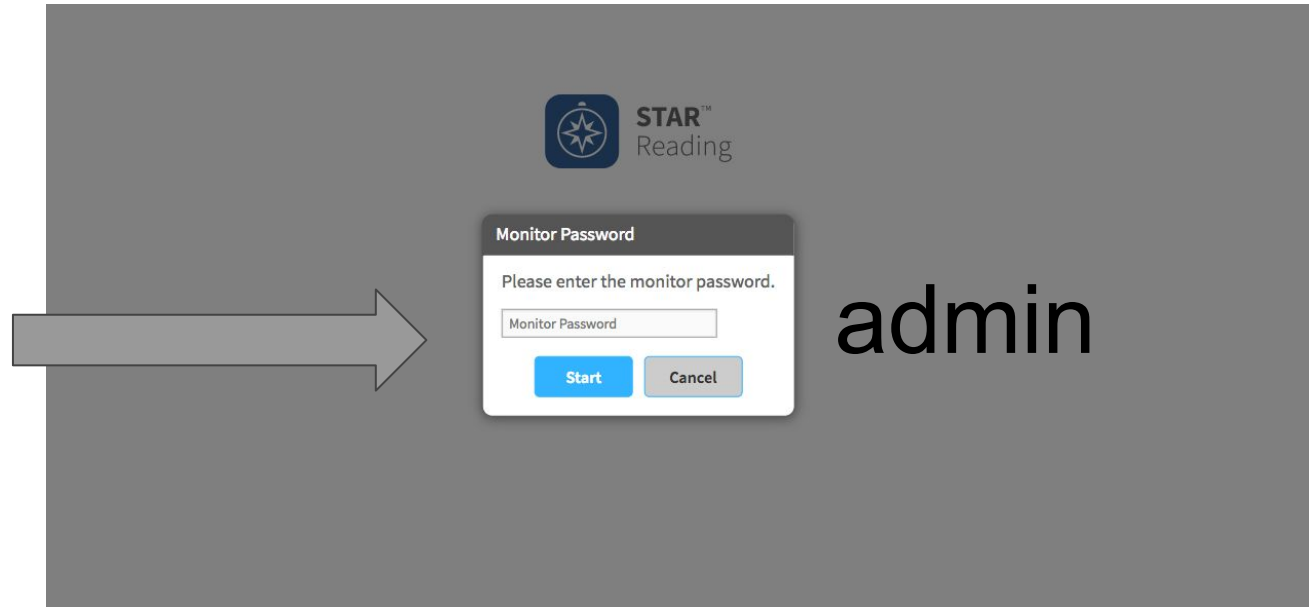 STAR™
Reading
Monitor Password
Please enter the monitor password.
Monitor Password
admin
Start
Cancel